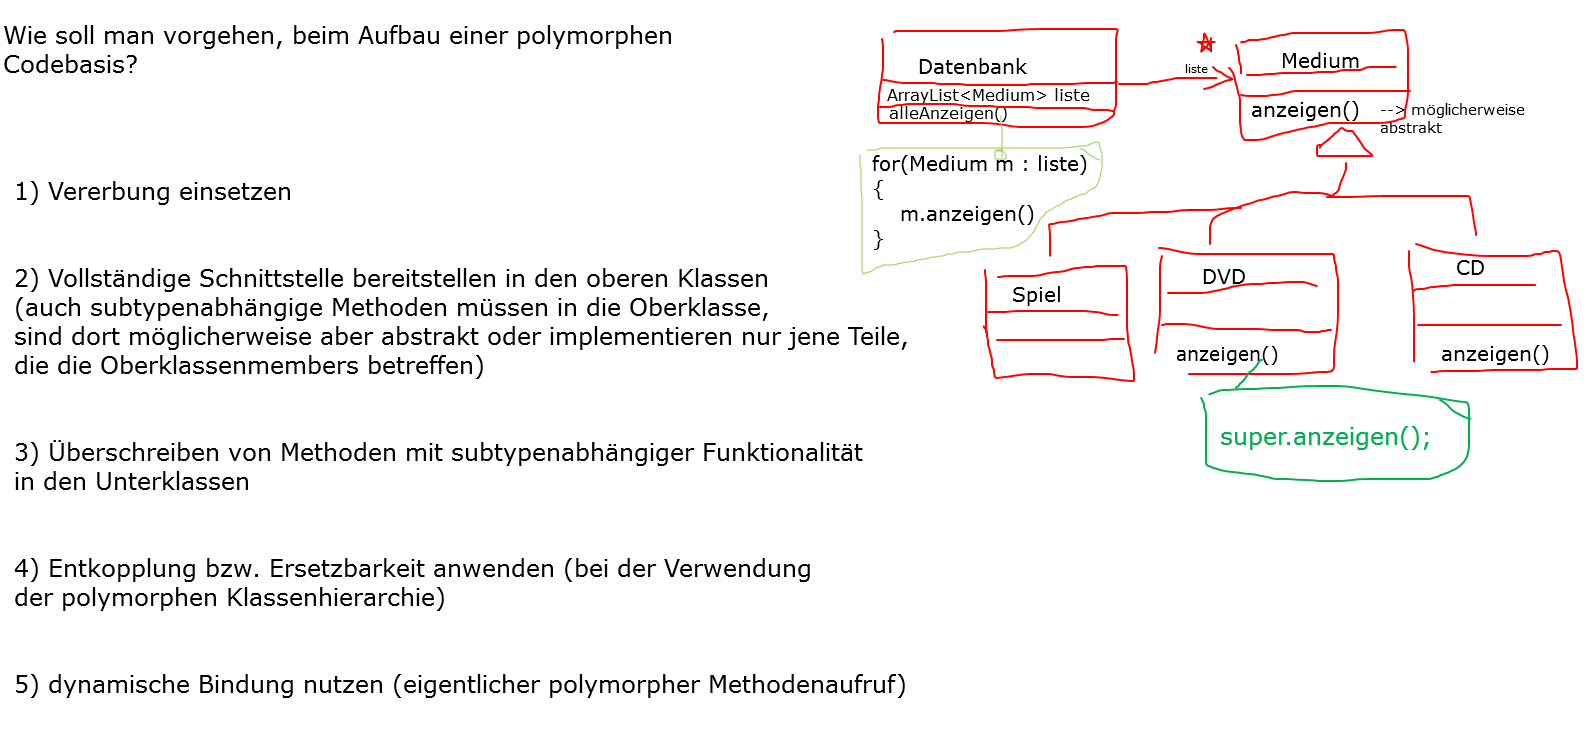 Wie soll man vorgehen, beim Aufbau einer polymorphen
Codebasis?
1) Vererbung einsetzen
2) Vollständige Schnittstelle bereitstellen in den oberen Klassen
(auch subtypenabhängige Methoden müssen in die Oberklasse,
sind dort möglicherweise aber abstrakt oder implementieren nur jene Teile,
die die Oberklassenmembers betreffen)
3) Überschreiben von Methoden mit subtypenabhängiger Funktionalität
in den Unterklassen
4) Entkopplung bzw. Ersetzbarkeit anwenden (bei der Verwendung
der polymorphen Klassenhierarchie)
5) dynamische Bindung nutzen (eigentlicher polymorpher Methodenaufruf)
Datenbank
ArrayList<Medium> liste
alleAnzeigen()
liste
Medium
anzeigen()
--> möglicherweise
abstrakt
for(Medium m : liste)
{
m.anzeigen()
}
Spiel
DVD
anzeigen()
CD
anzeigen()
super.anzeigen();